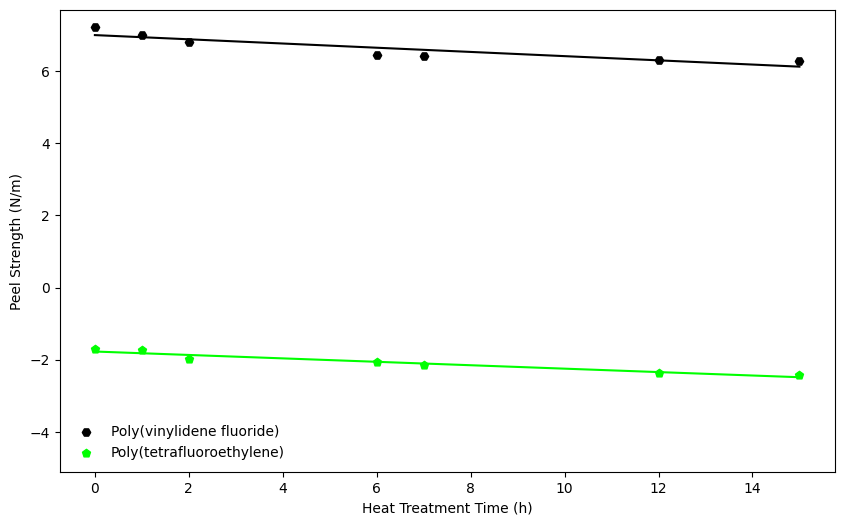 6
4
2
0
−2
−4
Peel Strength (N/m)
Poly(vinylidene fluoride)
Poly(tetrafluoroethylene)
0 2 4 6 8 10 12 14
Heat Treatment Time (h)